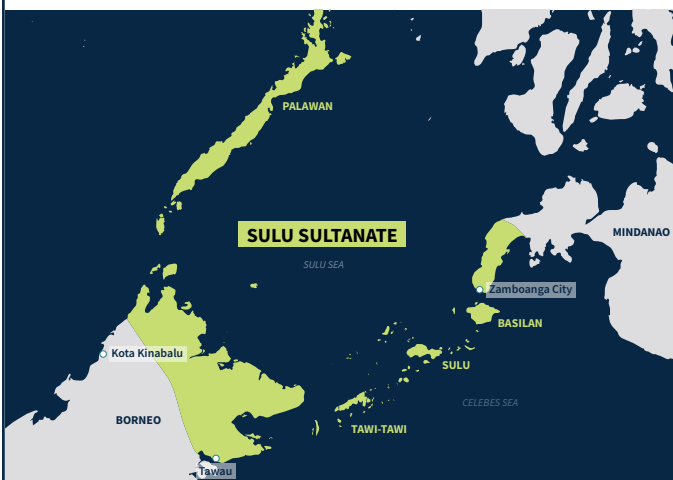 PALAWAN
SULU SULTANATE
MINDANAO
SULU SEA
Zamboanga City
BASILAN
Kota Kinabalu
SULU
CELEBES SEA
BORNEO
TAWI-TAWI
Tawau